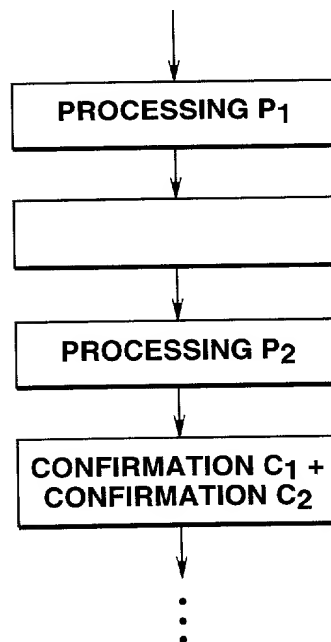 PROCESSING P1
PROCESSING P2
CONFIRMATION C1 +
CONFIRMATION C2